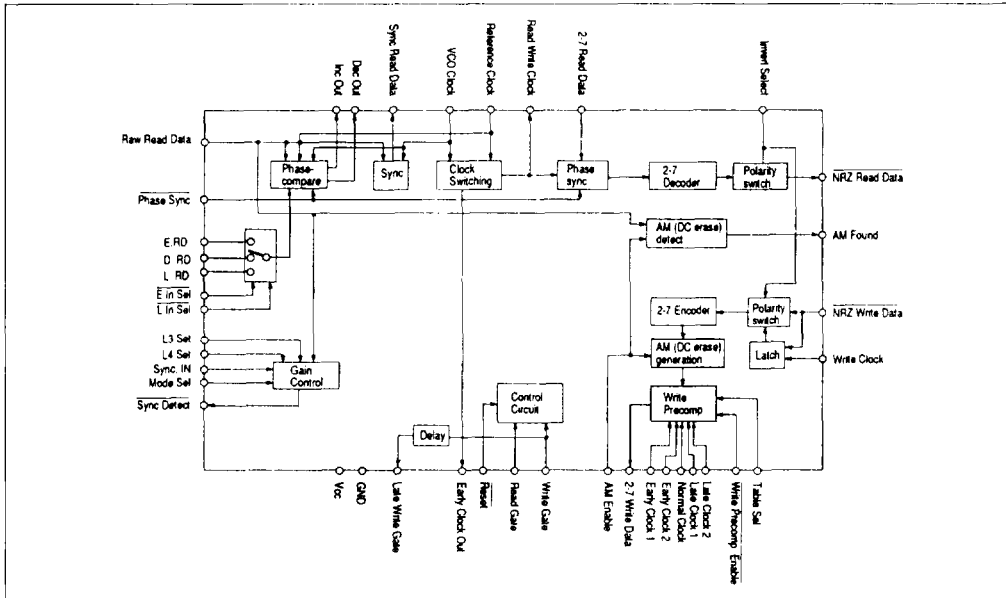 Inc Out
Dec Out
Sync Read Data
VCO Clock
Reference Clock
Read Write Clock
2-7 Read Data
Invert Select
Raw Read Data
Phase-
compare
Sync
Clock
Switching
Phase
sync
2-7
Decoder
Polarity
switch
NRZ Read Data
Phase Sync
AM (DC erase)
detect
AM Found
E.RD
D RD
L RD
E in Sel
L In Sel
2-7 Encoder
Polarity
switch
NRZ Write Data
L3 Set
L4 Set
Sync. IN
Mode Sel
Sync Detect
Gain
Control
AM (DC erase)
generation
Latch
Write Clock
Control
Circuit
Write
Precomp
Delay
Vcc
GND
Late Write Gate
Early Clock Out
Reset
Read Gate
Write Gate
AM Enable
2-7 Write Data
Early Clock 1
Early Clock 2
Normal Clock
Late Clock 1
Late Clock 2
Write Precomp Enable
Table Sel